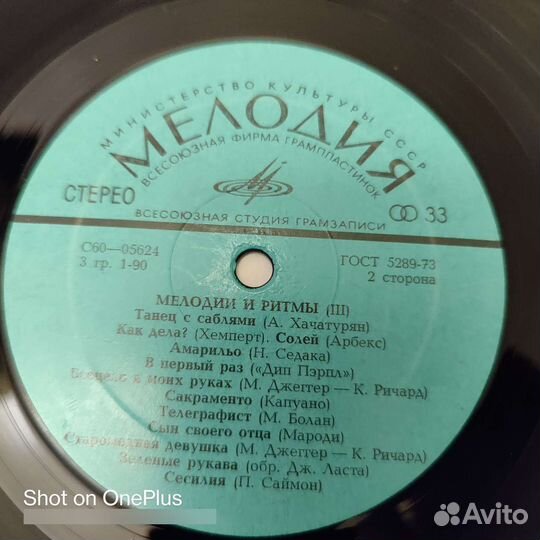 МИНИСТЕРСТВО КУЛЬТУРЫ СССР
МЕЛОДИЯ
ВСЕСОЮЗНАЯ ФИРМА ГРАМПЛАСТИНОК
СТЕРЕО
33
ВСЕСОЮЗНАЯ СТУДИЯ ГРАМЗАПИСИ
С60—05624
ГОСТ 5289-73
3 гр. 1-90
2 сторона
МЕЛОДИИ И РИТМЫ (III)
Танец с саблями (А. Хачатурян)
Как дела? (Хемперт). Солей (Арбекс)
Амарильо (Н. Седака)
В первый раз («Дип Пэрпл»)
в моих руках (М. Джеггер — К. Ричард)
Сакраменто (Капуано)
Телеграфист (М. Болан)
Сын своего отца (Мароди)
Старомодная девушка (М. Джеггер — К. Ричард)
Зеленые рукава (обр. Дж. Ласта)
Сесилия (П. Саймон)
Shot on OnePlus
Avito